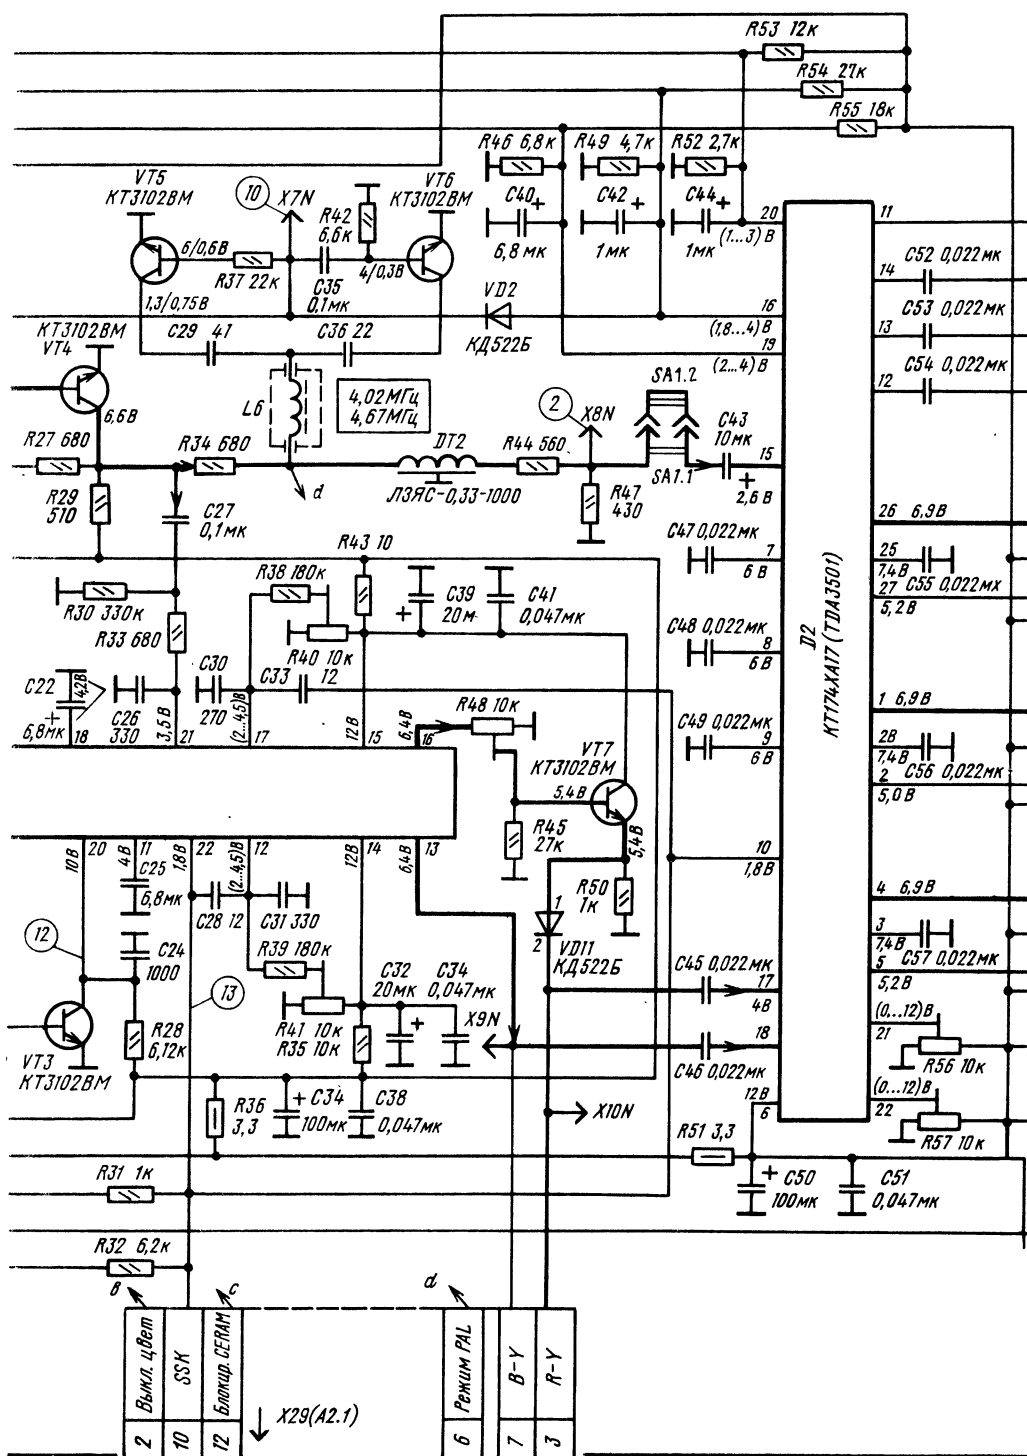 R53 12к
R54 27к
R55 18к
R46 6,8к
R49 4,7к
R52 2,7к
VT5
КТ3102ВМ
10
X7N
R42
6,6к
VT6
КТ3102ВМ
C40
+
6,8 мк
C42
+
1мк
C44
+
1мк
20
(1...3) В
11
6/0,6В
R37 22к
C35
0,1мк
4/0,3В
14
C52 0,022мк
1,3/0,75В
VD2
КД522Б
16
(1,8...4) В
13
C53 0,022мк
КТ3102ВМ
VT4
C29 41
C36 22
19
(2...4) В
12
C54 0,022мк
6,6В
L6
4,02МГц
4,67МГц
2
X8N
SA1.2
C43
10мк
R27 680
R34 680
DT2
R44 560
15
R29
510
C27
0,1мк
d
ЛЗЯС-0,33-1000
R47
430
SA1.1
+
2,6В
26 6,9В
R43 10
C47 0,022мк
7
6 В
25
7,4В
C55 0,022мх
27
5,2В
R30 330к
R38 180к
C39
+
20м
C41
0,047мк
D2
КТ174ХА17 (TDA3501)
R33 680
R40 10к
C48 0,022мк
8
6В
C22
4,2В
+
6,8мк
18
C26
330
3,5В
21
C30
270
(2...4,5)В
17
C33 12
12В
15
6,4В
16
R48 10к
1 6,9В
C49 0,022мк
9
6В
2В
7,4В
C56 0,022мк
2
5,0В
VT7
КТ3102ВМ
5,4В
R45
27к
5,4В
10В
20
4В
11
1,8В
22
(2...4,5)В
12
12В
14
6,4В
13
10
1,8В
C25
6,8мк
C28 12
C31 330
R50
1к
4 6,9В
12
C24
1000
R39 180к
1
2
VD11
КД522Б
3
7,4В
C57 0,022мк
5
5,2В
13
C32
20мк
+
C34
0,047мк
C45 0,022мк
17
4В
R41 10к
X9N
18
(0...12)В
21
VT3
КТ3102ВМ
R28
6,12к
R35 10к
C46 0,022мк
R56 10к
R36
3,3
+ C34
100мк
C38
0,047мк
X10N
12В
6
(0...12)В
22
R57 10к
R51 3,3
R31 1к
+ C50
100мк
C51
0,047мк
R32 6,2к
в
c
d
Выкл. цвет
SSK
Блокир. CERAM
Режим PAL
B-Y
R-Y
X29(A2.1)
2
10
12
6
7
3